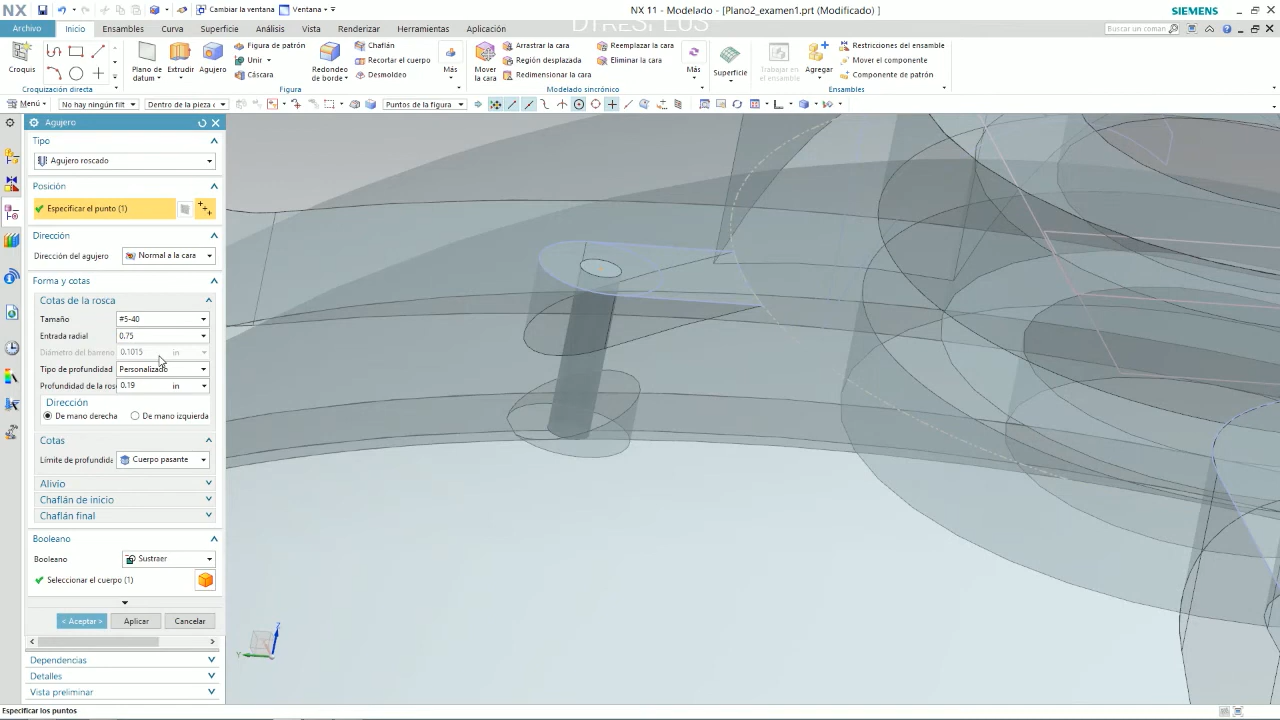 NX
Cambiar la ventana
Ventana
NX 11 - Modelado - [Plano2_examen1.prt (Modificado) ]
SIEMENS
DTRESPLUS
Archivo
Inicio
Ensambles
Curva
Superficie
Análisis
Vista
Renderizar
Herramientas
Aplicación
Buscar un coman
Croquis
Croquización directa
Plano de datum
Extrudir
Agujero
Figura de patrón
Unir
Cáscara
Redondeo de borde
Chaflán
Recortar el cuerpo
Desmoldeo
Más
Figura
Mover la cara
Arrastrar la cara
Región desplazada
Redimensionar la cara
Reemplazar la cara
Eliminar la cara
Más
Modelado sincrónico
Superficie
Trabajar en el ensamble
Agregar
Restricciones del ensamble
Mover el componente
Componente de patrón
Ensambles
Menú
No hay ningún filt
Dentro de la pieza d
Puntos de la figura
Agujero
Tipo
Agujero roscado
Posición
Especificar el punto (1)
Dirección
Dirección del agujero
Normal a la cara
Forma y cotas
Cotas de la rosca
Tamaño
#5-40
Entrada radial
0.75
Diámetro del barreno
0.1015
in
Tipo de profundidad
Personalizado
Profundidad de la ros
0.19
in
Dirección
De mano derecha
De mano izquierda
Cotas
Límite de profundida
Cuerpo pasante
Alivio
Chaflán de inicio
Chaflán final
Booleano
Booleano
Sustraer
Seleccionar el cuerpo (1)
< Aceptar >
Aplicar
Cancelar
Dependencias
Detalles
Vista preliminar
Z
Y
Especificar los puntos